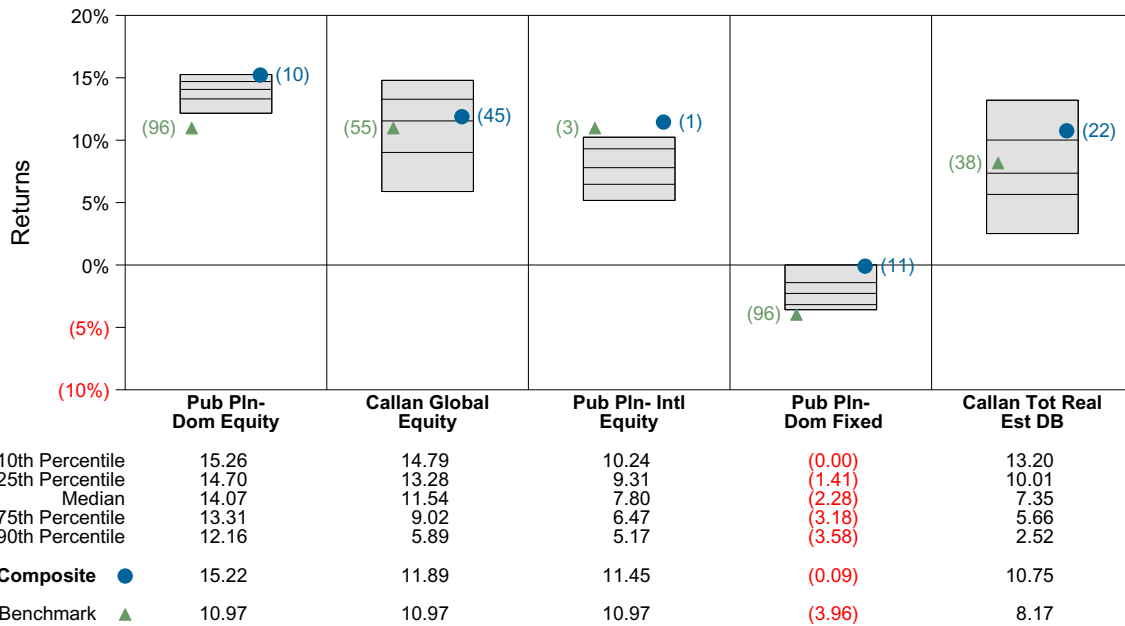 20%
15%
10%
5%
0%
(5%)
(10%)
Returns
(10)
(96)
(45)
(55)
(1)
(3)
(11)
(96)
(22)
(38)
Pub Pln- Dom Equity
Callan Global Equity
Pub Pln- Intl Equity
Pub Pln- Dom Fixed
Callan Tot Real Est DB
10th Percentile 15.26 14.79 10.24 (0.00) 13.20
25th Percentile 14.70 13.28 9.31 (1.41) 10.01
Median 14.07 11.54 7.80 (2.28) 7.35
75th Percentile 13.31 9.02 6.47 (3.18) 5.66
90th Percentile 12.16 5.89 5.17 (3.58) 2.52
Composite 15.22 11.89 11.45 (0.09) 10.75
Benchmark 10.97 10.97 10.97 (3.96) 8.17